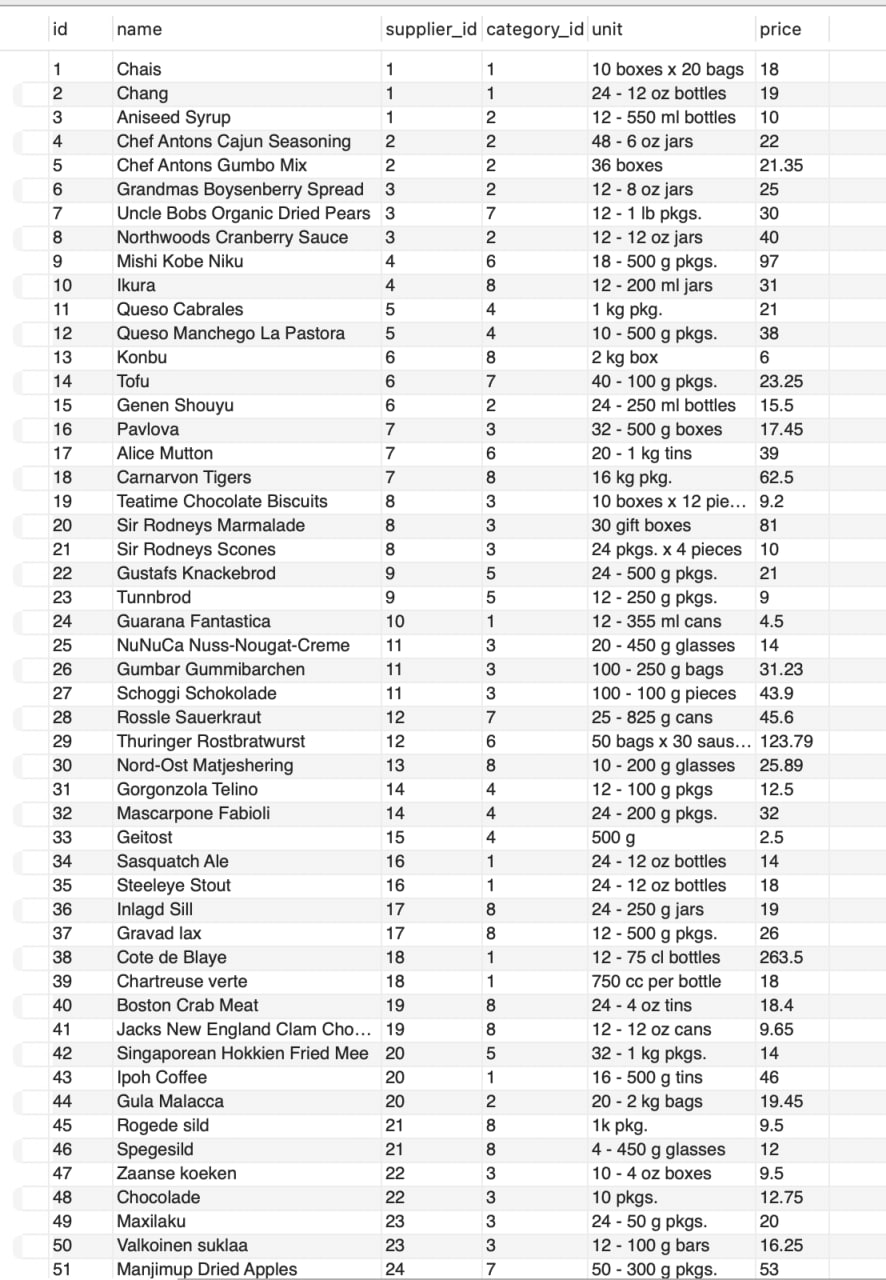 id name supplier_id category_id unit price
1 Chais 1 1 10 boxes x 20 bags 18
2 Chang 1 1 24 - 12 oz bottles 19
3 Aniseed Syrup 1 2 12 - 550 ml bottles 10
4 Chef Antons Cajun Seasoning 2 2 48 - 6 oz jars 22
5 Chef Antons Gumbo Mix 2 2 36 boxes 21.35
6 Grandmas Boysenberry Spread 3 2 12 - 8 oz jars 25
7 Uncle Bobs Organic Dried Pears 3 7 12 - 1 lb pkgs. 30
8 Northwoods Cranberry Sauce 3 2 12 - 12 oz jars 40
9 Mishi Kobe Niku 4 6 18 - 500 g pkgs. 97
10 Ikura 4 8 12 - 200 ml jars 31
11 Queso Cabrales 5 4 1 kg pkg. 21
12 Queso Manchego La Pastora 5 4 10 - 500 g pkgs. 38
13 Konbu 6 8 2 kg box 6
14 Tofu 6 7 40 - 100 g pkgs. 23.25
15 Genen Shouyu 6 2 24 - 250 ml bottles 15.5
16 Pavlova 7 3 32 - 500 g boxes 17.45
17 Alice Mutton 7 6 20 - 1 kg tins 39
18 Carnarvon Tigers 7 8 16 kg pkg. 62.5
19 Teatime Chocolate Biscuits 8 3 10 boxes x 12 pie... 9.2
20 Sir Rodneys Marmalade 8 3 30 gift boxes 81
21 Sir Rodneys Scones 8 3 24 pkgs. x 4 pieces 10
22 Gustafs Knackebrod 9 5 24 - 500 g pkgs. 21
23 Tunnbrod 9 5 12 - 250 g pkgs. 9
24 Guarana Fantastica 10 1 12 - 355 ml cans 4.5
25 NuNuCa Nuss-Nougat-Creme 11 3 20 - 450 g glasses 14
26 Gumbar Gummibarchen 11 3 100 - 250 g bags 31.23
27 Schoggi Schokolade 11 3 100 - 100 g pieces 43.9
28 Rossle Sauerkraut 12 7 25 - 825 g cans 45.6
29 Thuringer Rostbratwurst 12 6 50 bags x 30 saus... 123.79
30 Nord-Ost Matjeshering 13 8 10 - 200 g glasses 25.89
31 Gorgonzola Telino 14 4 12 - 100 g pkgs 12.5
32 Mascarpone Fabioli 14 4 24 - 200 g pkgs. 32
33 Geitost 15 4 500 g 2.5
34 Sasquatch Ale 16 1 24 - 12 oz bottles 14
35 Steeleye Stout 16 1 24 - 12 oz bottles 18
36 Inlagd Sill 17 8 24 - 250 g jars 19
37 Gravad lax 17 8 12 - 500 g pkgs. 26
38 Cote de Blaye 18 1 12 - 75 cl bottles 263.5
39 Chartreuse verte 18 1 750 cc per bottle 18
40 Boston Crab Meat 19 8 24 - 4 oz tins 18.4
41 Jacks New England Clam Cho... 19 8 12 - 12 oz cans 9.65
42 Singaporean Hokkien Fried Mee 20 5 32 - 1 kg pkgs. 14
43 Ipoh Coffee 20 1 16 - 500 g tins 46
44 Gula Malacca 20 2 20 - 2 kg bags 19.45
45 Rogede sild 21 8 1k pkg. 9.5
46 Spegesild 21 8 4 - 450 g glasses 12
47 Zaanse koeken 22 3 10 - 4 oz boxes 9.5
48 Chocolade 22 3 10 pkgs. 12.75
49 Maxilaku 23 3 24 - 50 g pkgs. 20
50 Valkoinen suklaa 23 3 12 - 100 g bars 16.25
51 Manjimup Dried Apples 24 7 50 - 300 g pkgs. 53